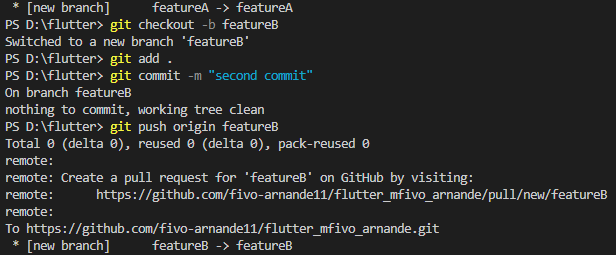 * [new branch]      featureA -> featureA
PS D:\flutter> git checkout -b featureB
Switched to a new branch 'featureB'
PS D:\flutter> git add .
PS D:\flutter> git commit -m "second commit"
On branch featureB
nothing to commit, working tree clean
PS D:\flutter> git push origin featureB
Total 0 (delta 0), reused 0 (delta 0), pack-reused 0
remote:
remote: Create a pull request for 'featureB' on GitHub by visiting:
remote:      https://github.com/fivo-arnande11/flutter_mfivo_arnande/pull/new/featureB
remote:
To https://github.com/fivo-arnande11/flutter_mfivo_arnande.git
* [new branch]      featureB -> featureB